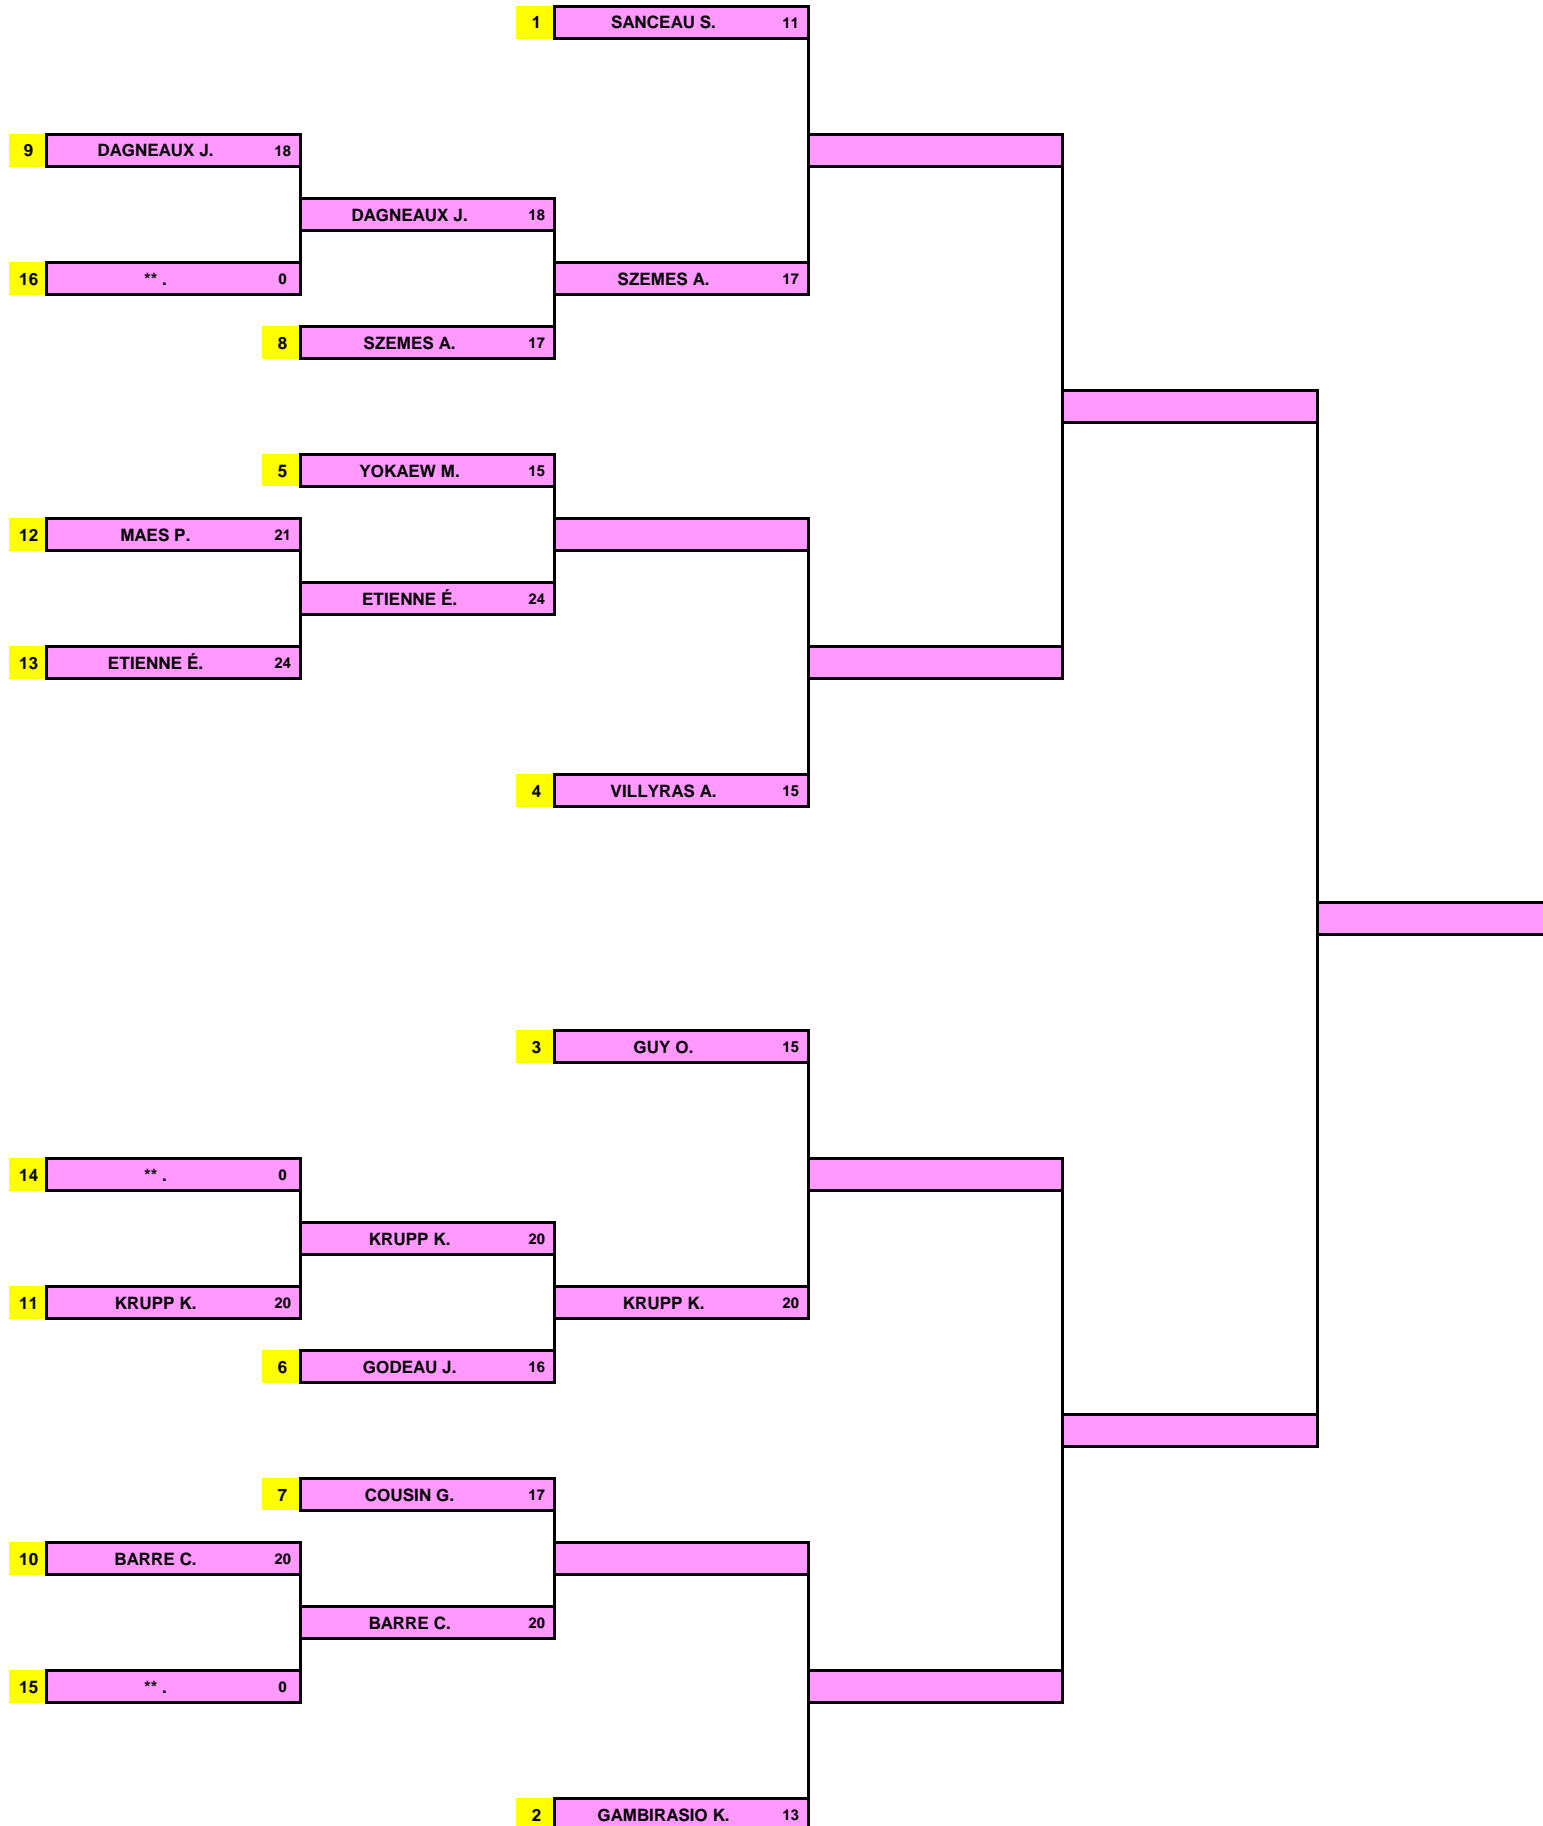 1 SANCEAU S. 11
9 DAGNEAUX J. 18
DAGNEAUX J. 18
16 ** . 0
SZEMES A. 17
8 SZEMES A. 17
5 YOKAEW M. 15
12 MAES P. 21
ETIENNE É. 24
13 ETIENNE É. 24
4 VILLYRAS A. 15
3 GUY O. 15
14 ** . 0
KRUPP K. 20
11 KRUPP K. 20
KRUPP K. 20
6 GODEAU J. 16
7 COUSIN G. 17
10 BARRE C. 20
BARRE C. 20
15 ** . 0
2 GAMBIRASIO K. 13